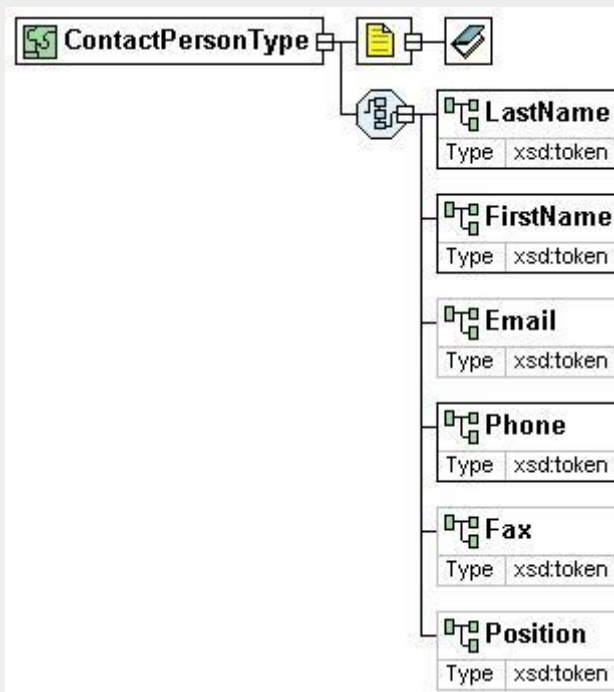 ContactPersonType
LastName
Type xsd:token
FirstName
Type xsd:token
Email
Type xsd:token
Phone
Type xsd:token
Fax
Type xsd:token
Position
Type xsd:token